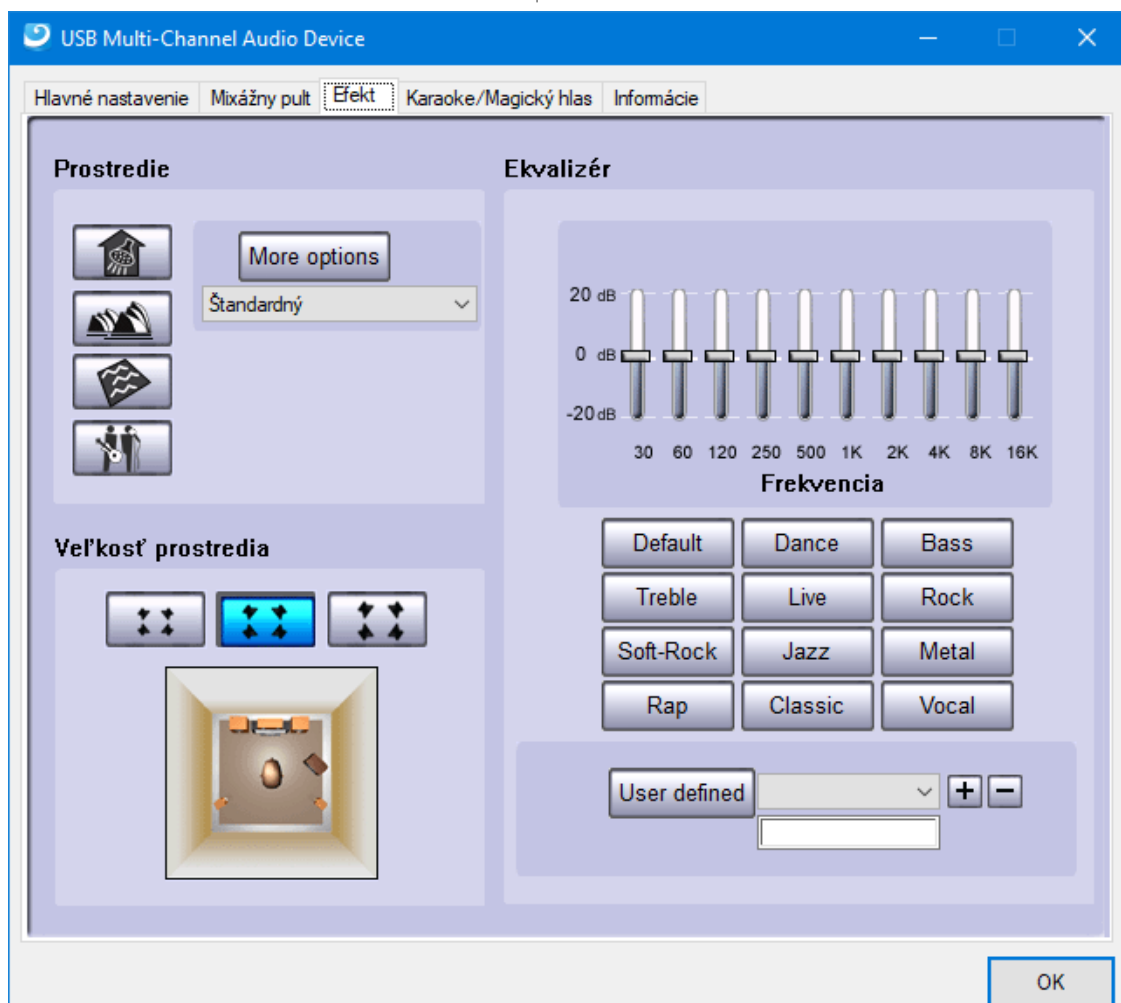 USB Multi-Channel Audio Device
Hlavné nastavenie Mixážny pult Efekt Karaoke/Magický hlas Informácie
Prostredie
More options
Štandardný
Veľkosť prostredia
Ekvalizér
20 dB
0 dB
-20 dB
30 60 120 250 500 1K 2K 4K 8K 16K
Frekvencia
Default Dance Bass
Treble Live Rock
Soft-Rock Jazz Metal
Rap Classic Vocal
User defined
OK